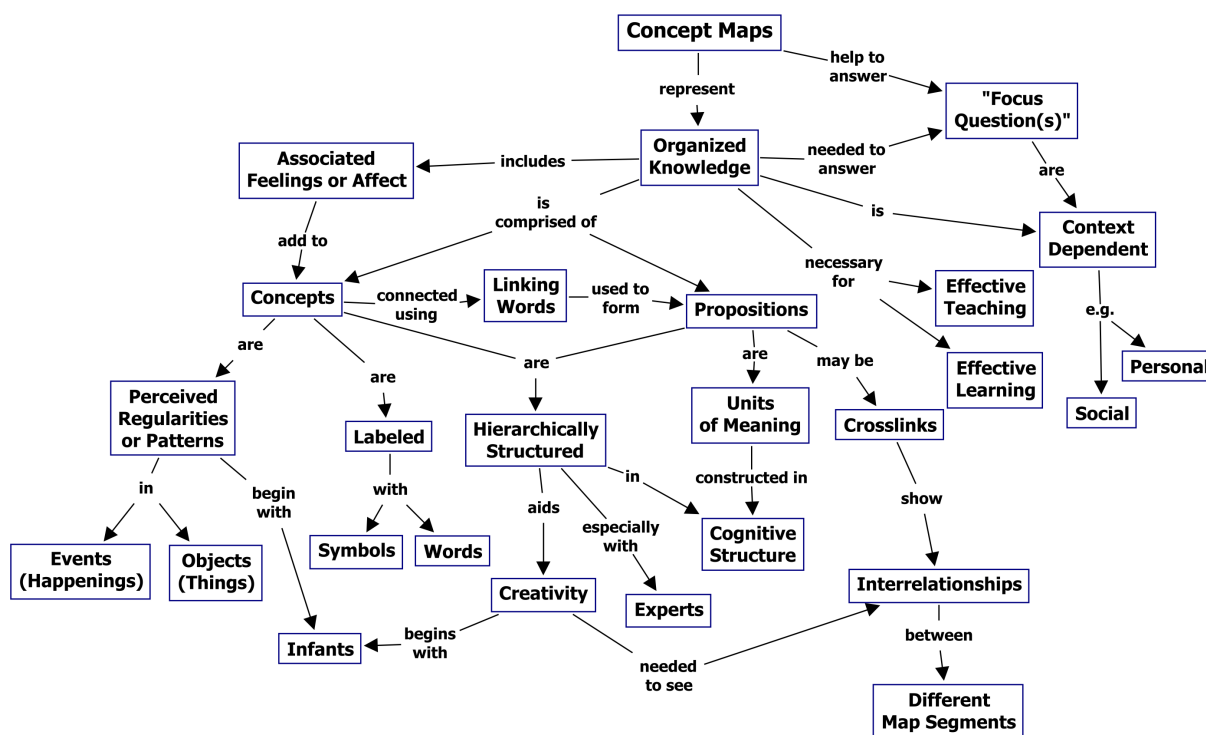 Concept Maps
help to
answer
represent
"Focus
Question(s)"
Organized
Knowledge
needed to
answer
includes
Associated
Feelings or Affect
are
is
comprised of
is
Context
Dependent
add to
necessary
for
Concepts
connected
using
Linking
Words
used to
form
Propositions
Effective
Teaching
e.g.
are
are
are
are
may be
Effective
Learning
Personal
Social
Perceived
Regularities
or Patterns
Labeled
Hierarchically
Structured
Units
of Meaning
Crosslinks
in
begin
with
with
aids
in
especially
with
constructed in
show
Events
(Happenings)
Objects
(Things)
Symbols
Words
Cognitive
Structure
Creativity
Experts
Interrelationships
Infants
begins
with
needed
to see
between
Different
Map Segments